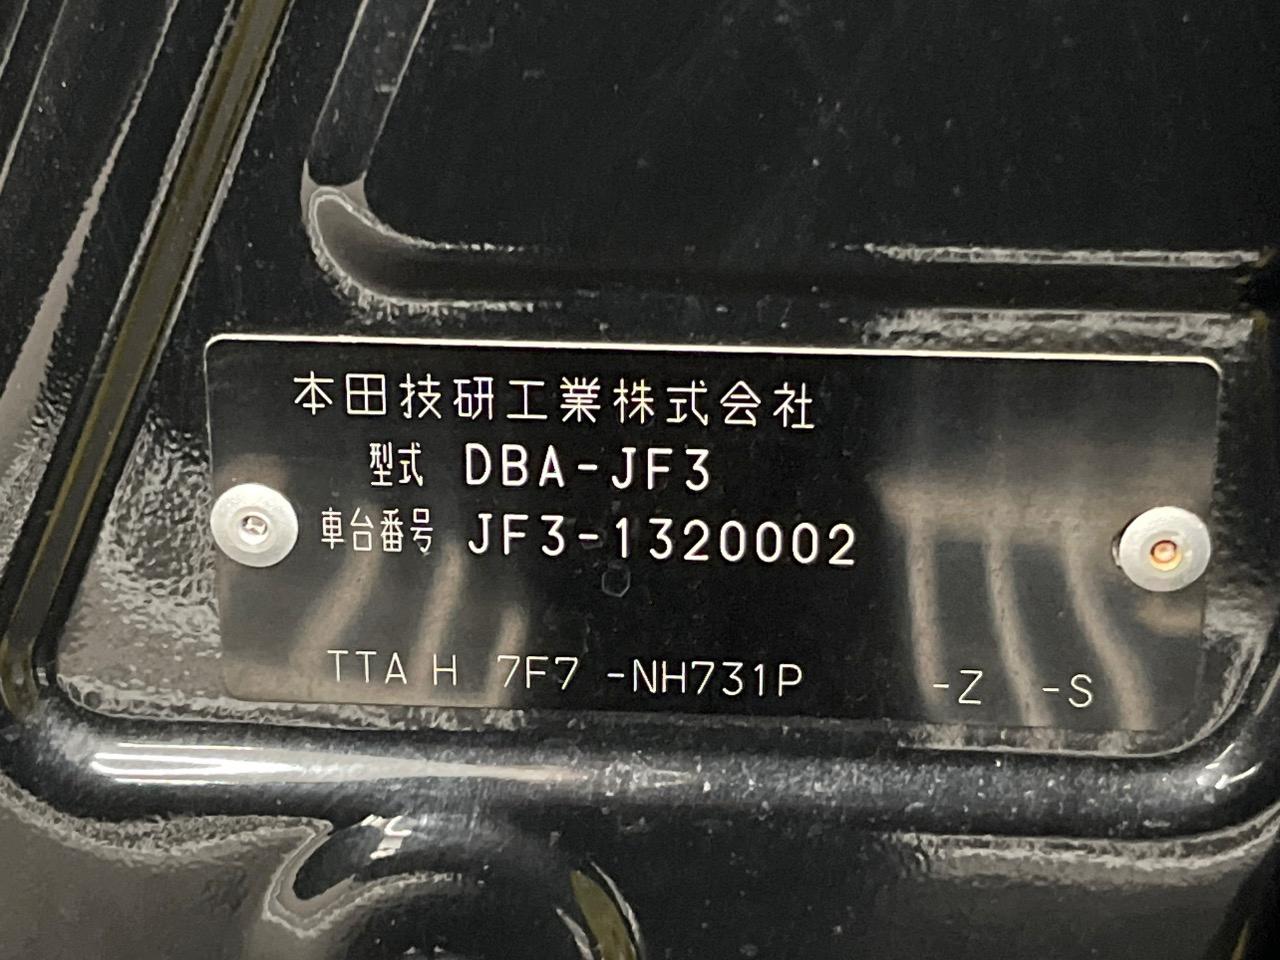 本田技研工業株式会社
型式 DBA-JF3
車台番号 JF3-1320002
TTA H 7F7 -NH731P -Z -S